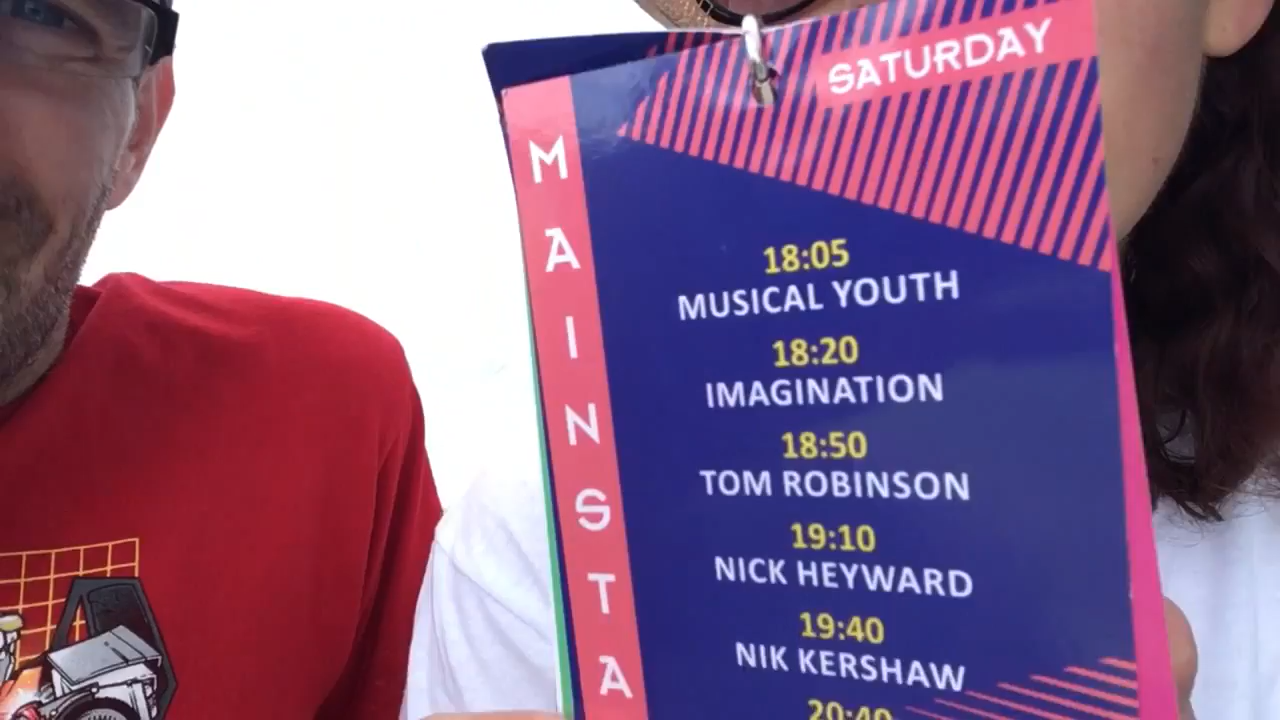 SATURDAY
MAINSTA
18:05
MUSICAL YOUTH
18:20
IMAGINATION
18:50
TOM ROBINSON
19:10
NICK HEYWARD
19:40
NIK KERSHAW
20:40